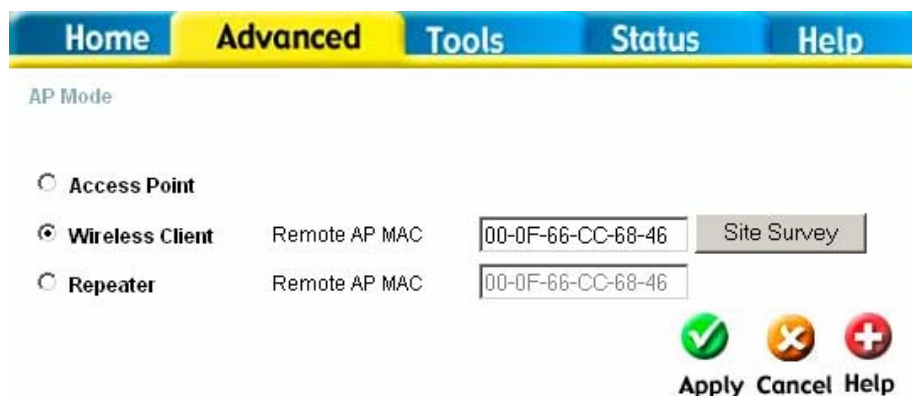 Home Advanced Tools Status Help
AP Mode
Access Point
Wireless Client Remote AP MAC 00-0F-66-CC-68-46 Site Survey
Repeater Remote AP MAC 00-0F-66-CC-68-46
Apply Cancel Help